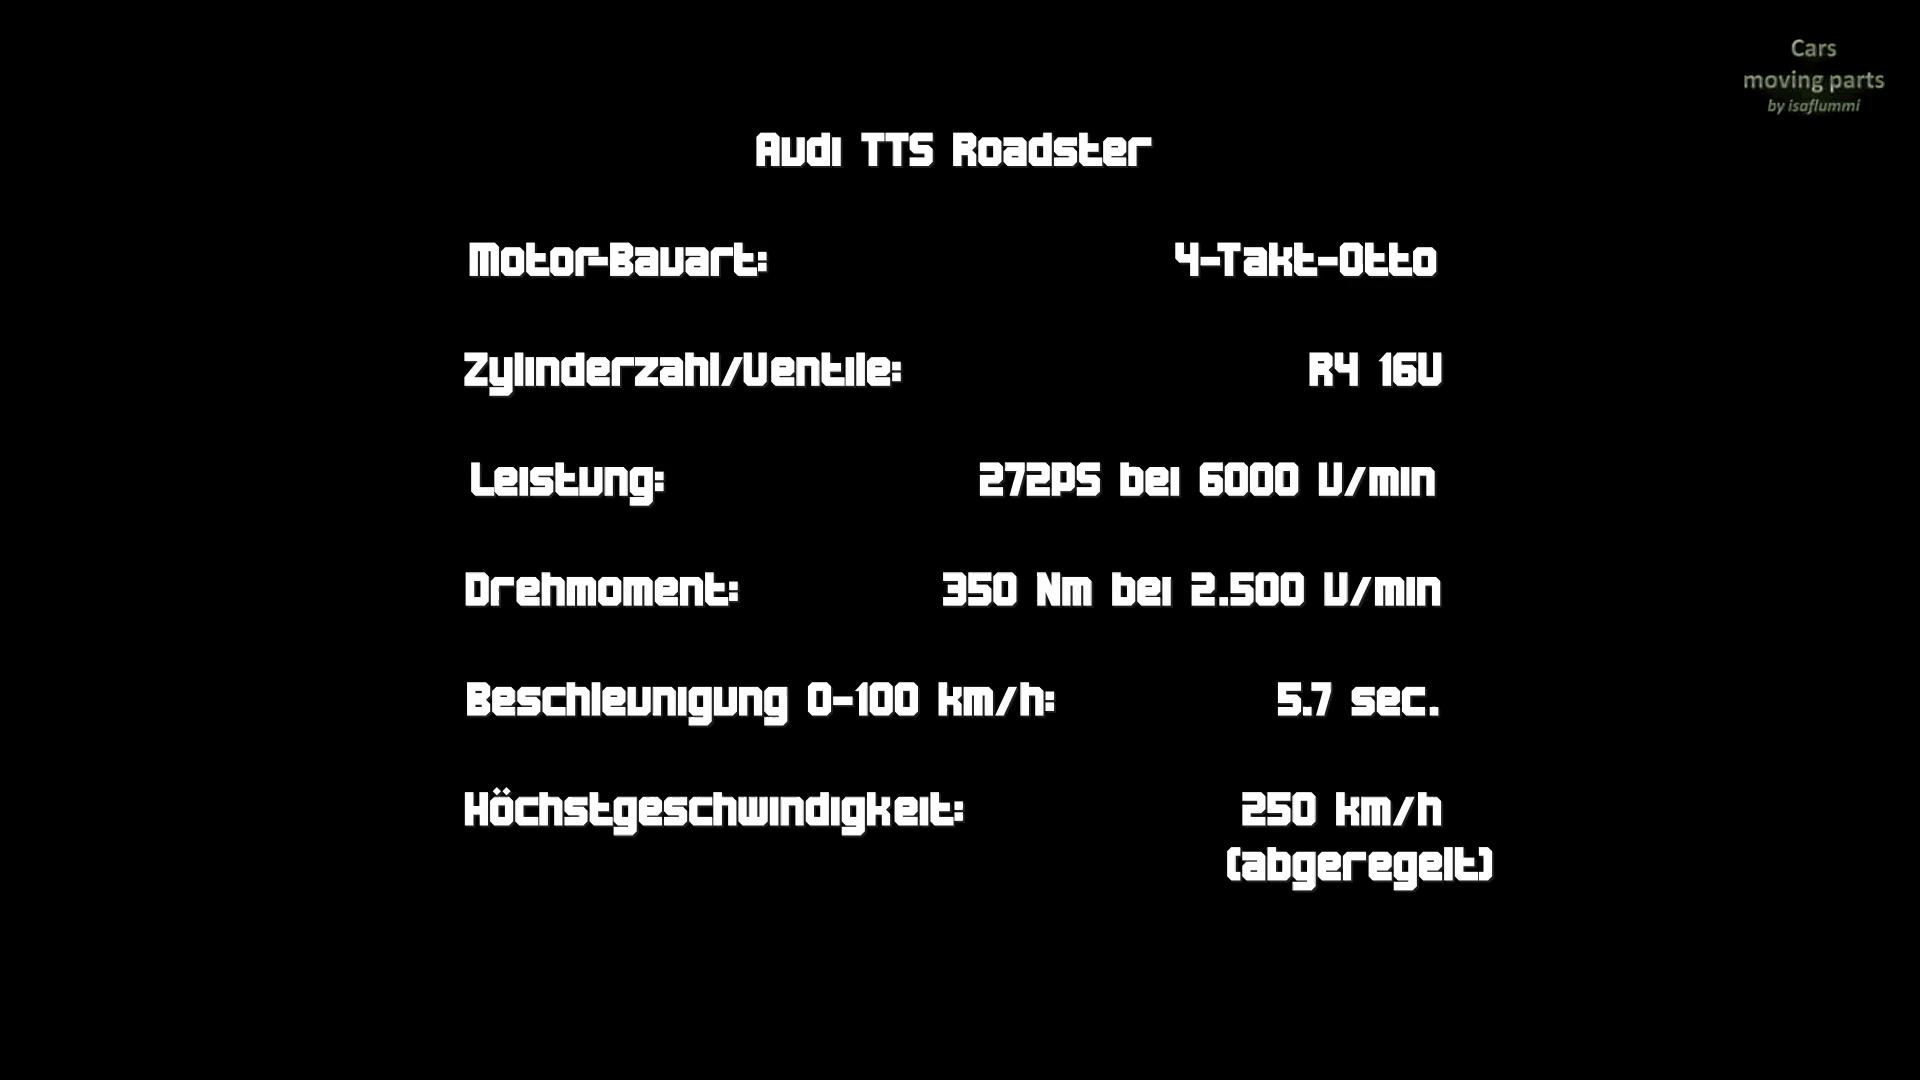 Cars
moving parts
by isaflummi
Audi TTS Roadster
Motor-Bauart: 4-Takt-Otto
Zylinderzahl/Ventile: R4 16V
Leistung: 272PS bei 6000 U/min
Drehmoment: 350 Nm bei 2.500 U/min
Beschleunigung 0-100 km/h: 5.7 sec.
Höchstgeschwindigkeit: 250 km/h
(abgeregelt)